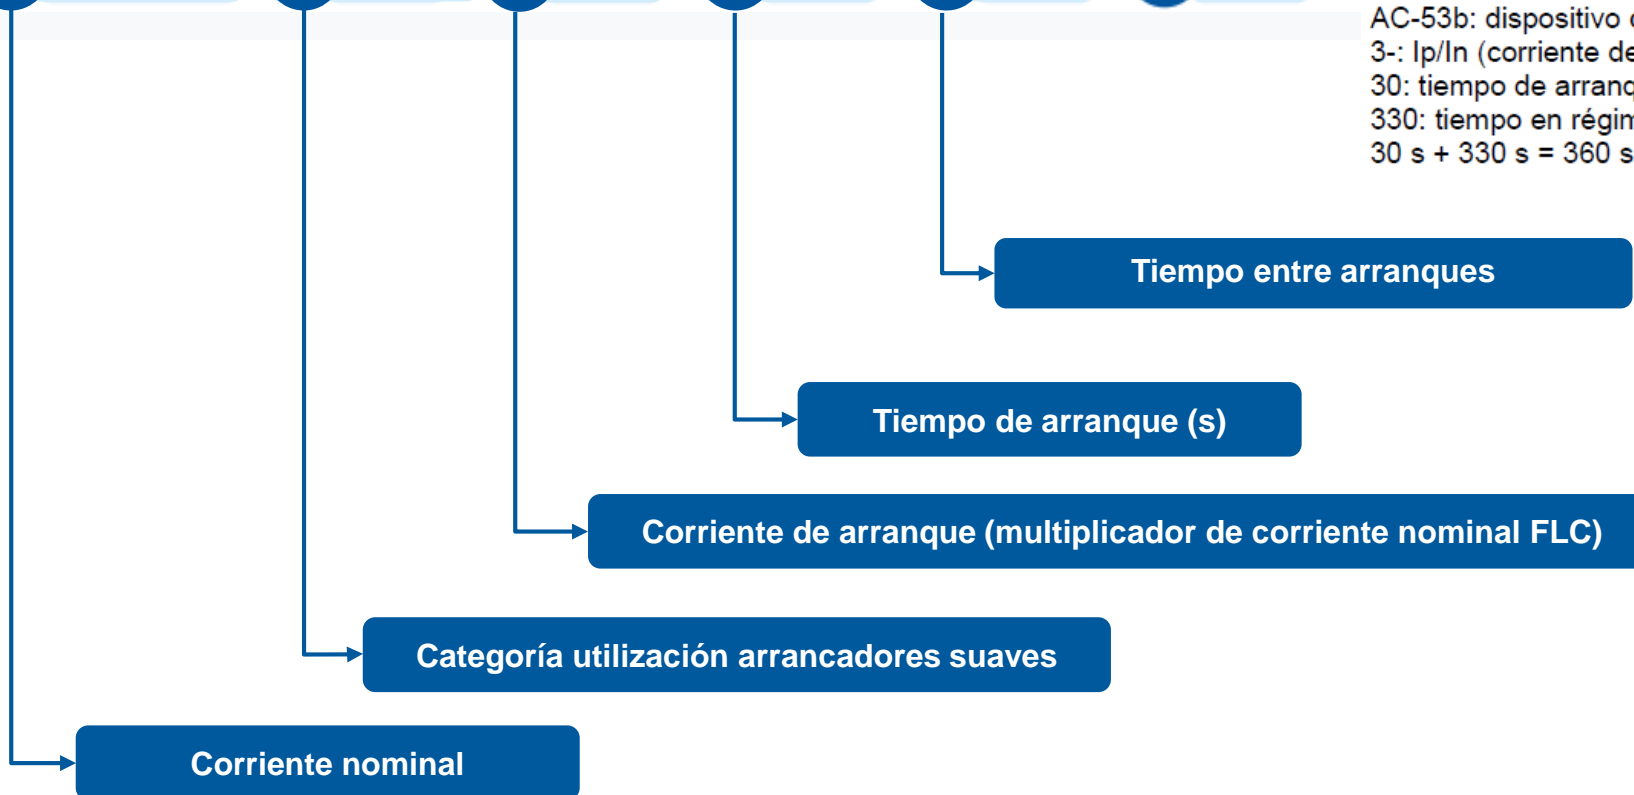 AC-53b: dispositivo
3-: Ip/In (corriente de
30: tiempo de arranq
330: tiempo en régim
30 s + 330 s = 360 s
Tiempo entre arranques
Tiempo de arranque (s)
Corriente de arranque (multiplicador de corriente nominal FLC)
Categoría utilización arrancadores suaves
Corriente nominal